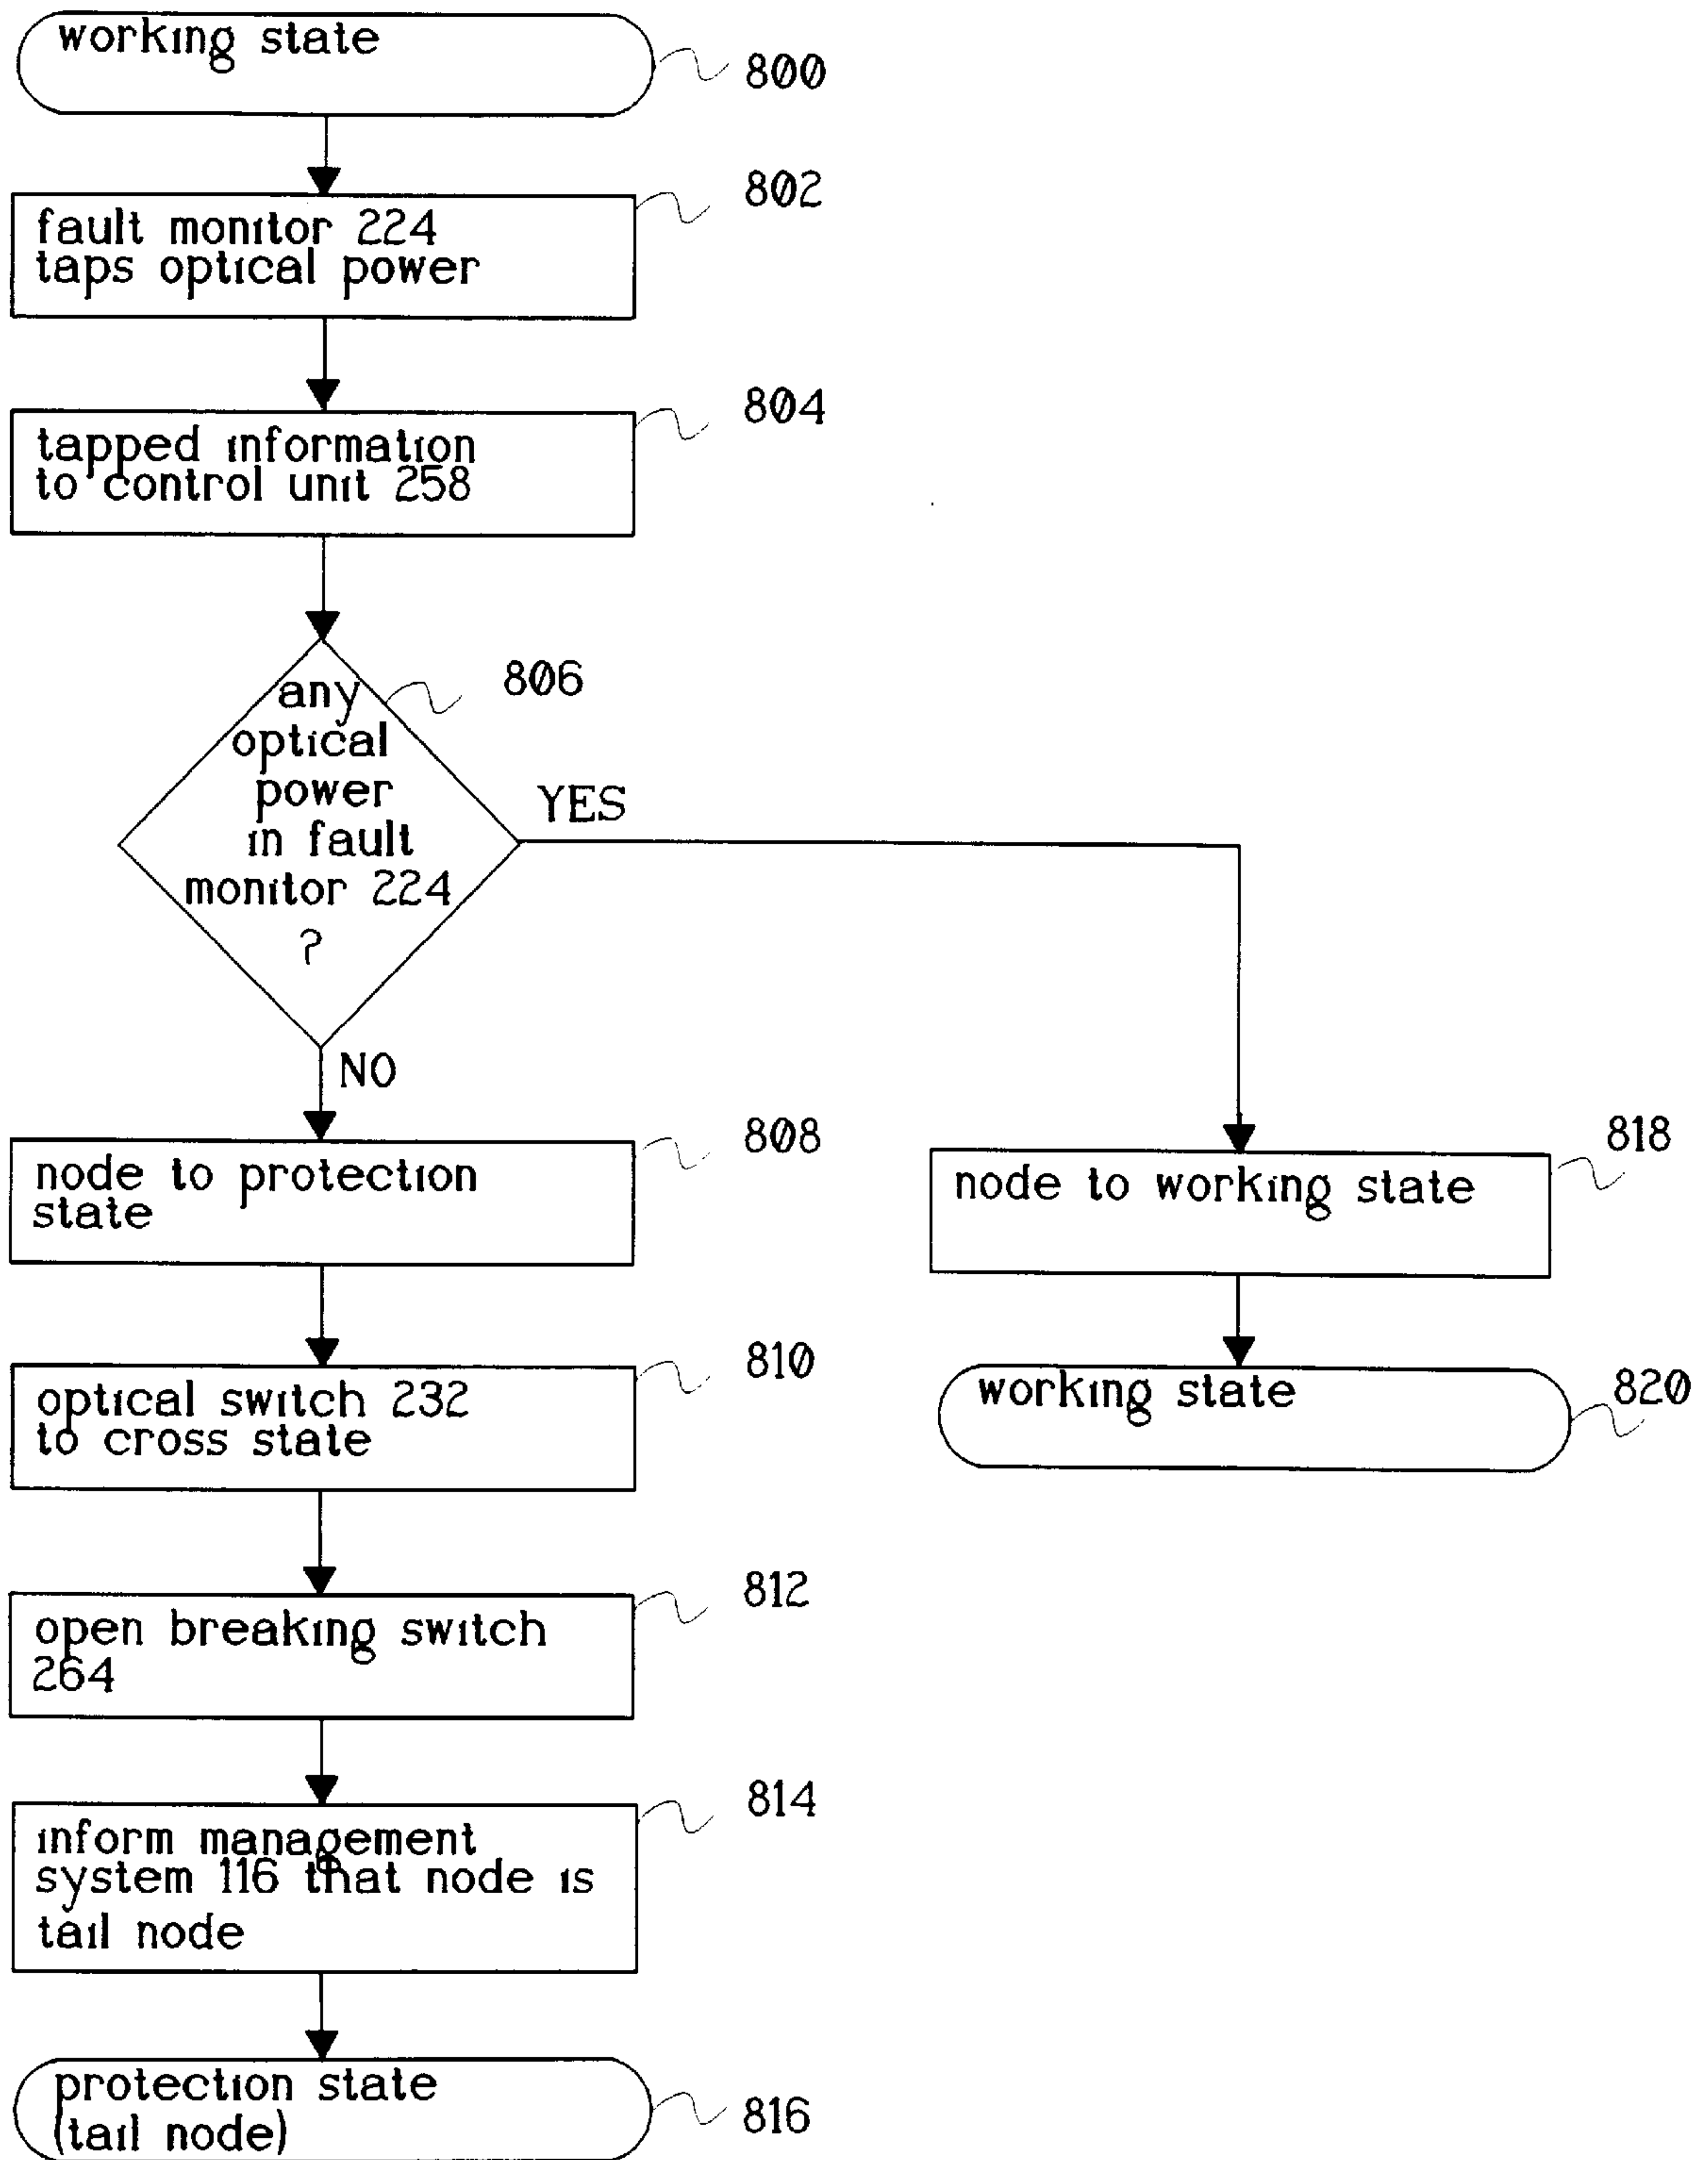 working state
800
802
fault monitor 224
taps optical power
804
tapped information
to control unit 258
806
any
optical
power
in fault
monitor 224
?
YES
NO
808
node to protection
state
818
node to working state
810
optical switch 232
to cross state
820
working state
812
open breaking switch
264
814
inform management
system 116 that node is
tail node
816
protection state
(tail node)